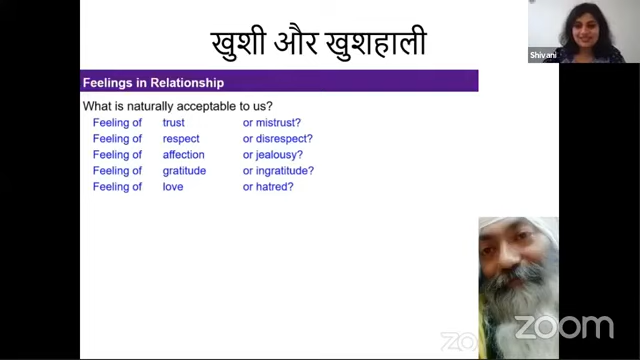 खुशी और खुशहाली
Shivani
Feelings in Relationship
What is naturally acceptable to us?
Feeling of trust or mistrust?
Feeling of respect or disrespect?
Feeling of affection or jealousy?
Feeling of gratitude or ingratitude?
Feeling of love or hatred?
zoom